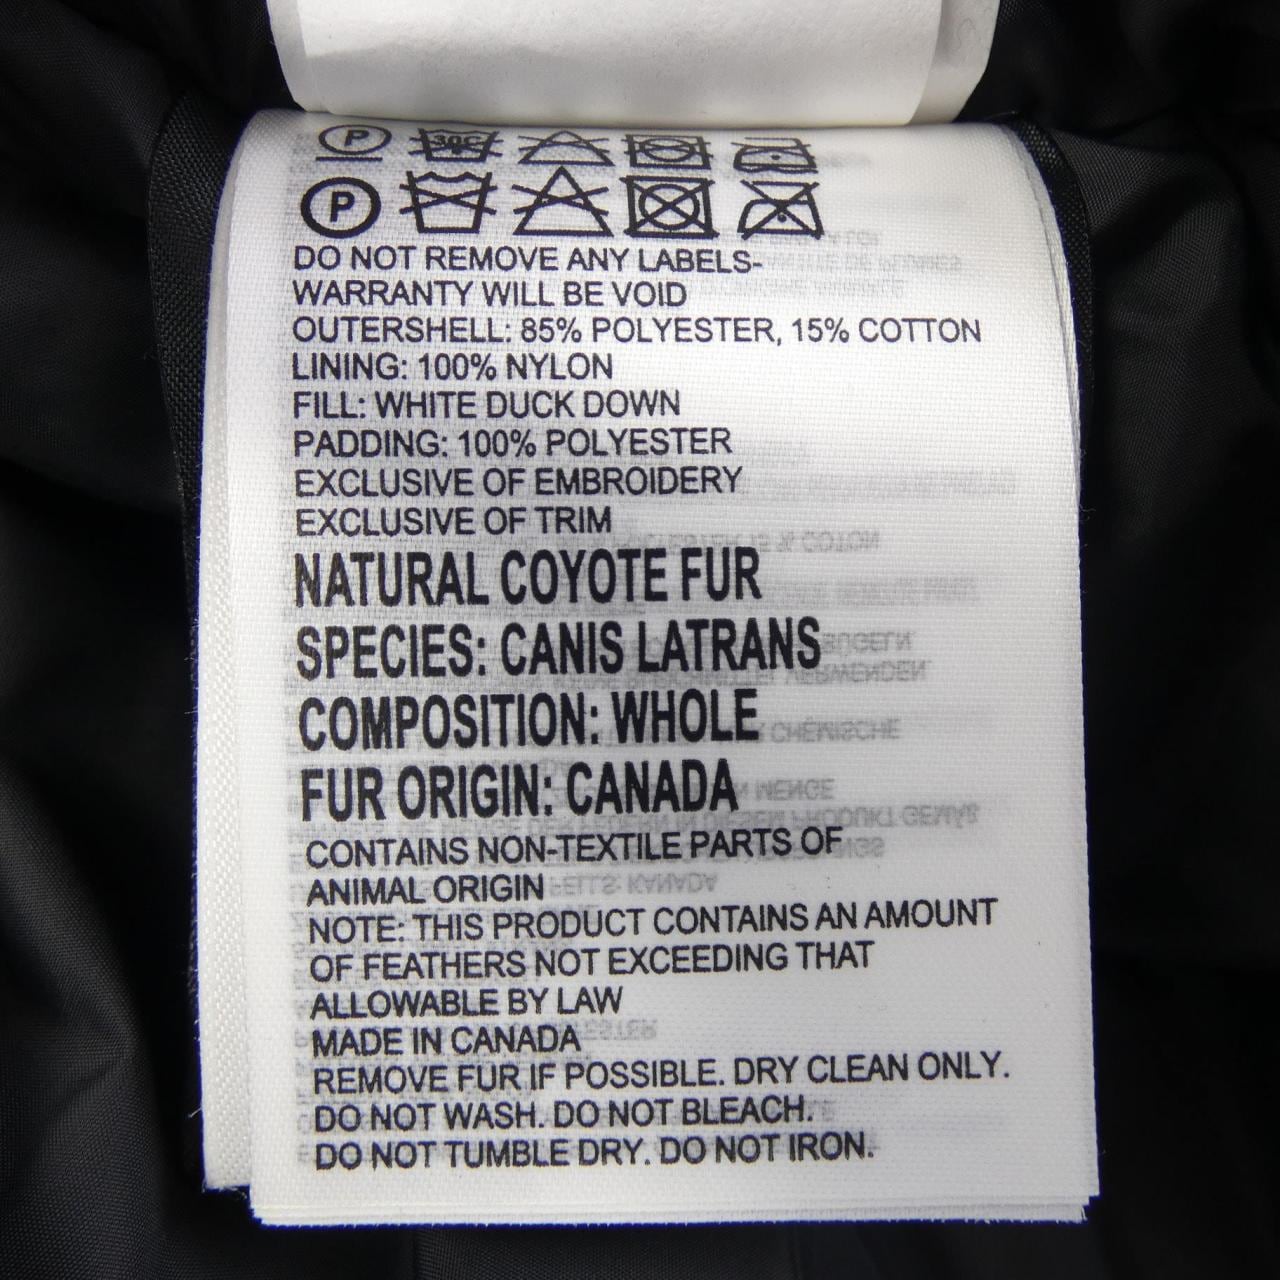 P 30C
P
DO NOT REMOVE ANY LABELS-
WARRANTY WILL BE VOID
OUTERSHELL: 85% POLYESTER, 15% COTTON
LINING: 100% NYLON
FILL: WHITE DUCK DOWN
PADDING: 100% POLYESTER
EXCLUSIVE OF EMBROIDERY
EXCLUSIVE OF TRIM
NATURAL COYOTE FUR
SPECIES: CANIS LATRANS
COMPOSITION: WHOLE
FUR ORIGIN: CANADA
CONTAINS NON-TEXTILE PARTS OF
ANIMAL ORIGIN
NOTE: THIS PRODUCT CONTAINS AN AMOUNT
OF FEATHERS NOT EXCEEDING THAT
ALLOWABLE BY LAW
MADE IN CANADA
REMOVE FUR IF POSSIBLE. DRY CLEAN ONLY.
DO NOT WASH. DO NOT BLEACH.
DO NOT TUMBLE DRY. DO NOT IRON.